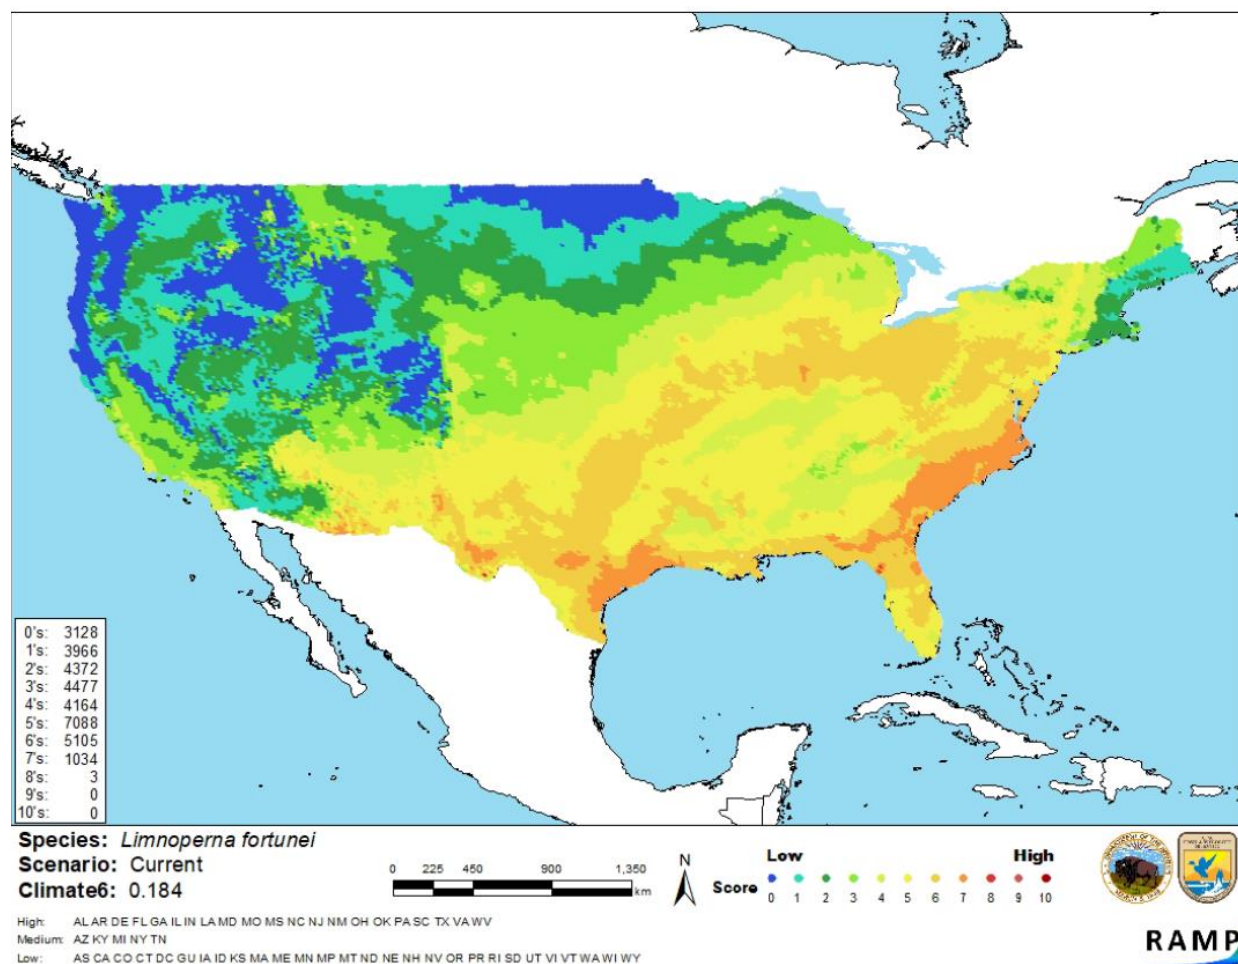 0's: 3128
1's: 3966
2's: 4372
3's: 4477
4's: 4164
5's: 7088
6's: 5105
7's: 1034
8's: 3
9's: 0
10's: 0
Species: Limnoperna fortunei
Scenario: Current
Climate6: 0.184
0 225 450 900 1,350
km
N
Low High
Score
0 1 2 3 4 5 6 7 8 9 10
High: AL AR DE FL GA IL IN LA MD MO MS NC NJ NM OH OK PA SC TX VA WV
Medium: AZ KY MI NY TN
Low: AS CA CO CT DC GU IA ID KS MA ME MN MP MT ND NE NH NV OR PR RI SD UT VI VT WA WI WY
RAMP